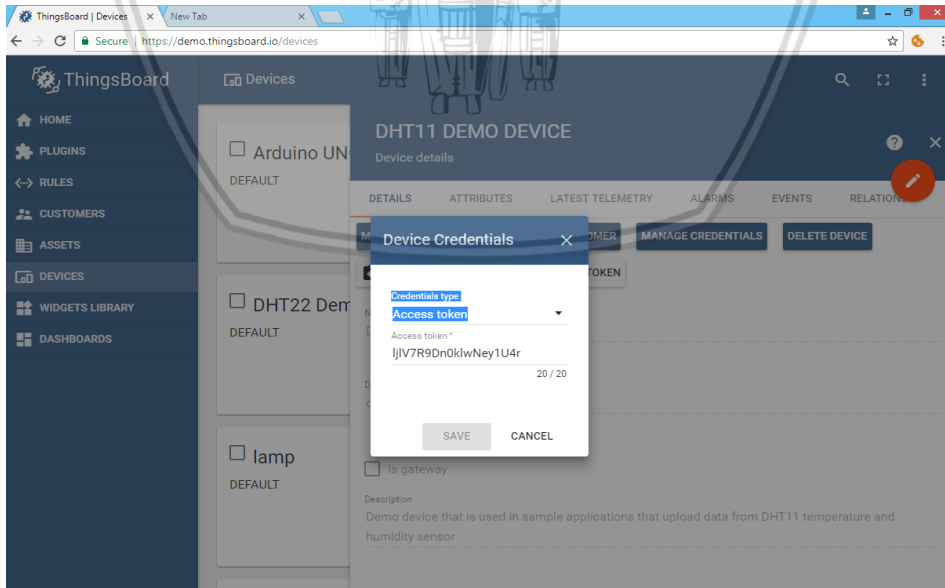 ThingsBoard | Devices
New Tab
Secure
https://demo.thingsboard.io/devices
ThingsBoard
Devices
HOME
PLUGINS
RULES
CUSTOMERS
ASSETS
DEVICES
WIDGETS LIBRARY
DASHBOARDS
Arduino UN
DEFAULT
DHT22 Dem
DEFAULT
lamp
DEFAULT
DHT11 DEMO DEVICE
Device details
DETAILS ATTRIBUTES LATEST TELEMETRY ALARMS EVENTS RELATIONS
M OMER MANAGE CREDENTIALS DELETE DEVICE
TOKEN
Device Credentials
Credentials type
Access token
Access token *
ljlV7R9Dn0klwNey1U4r
20 / 20
SAVE CANCEL
Is gateway
Description
Demo device that is used in sample applications that upload data from DHT11 temperature and
humidity sensor